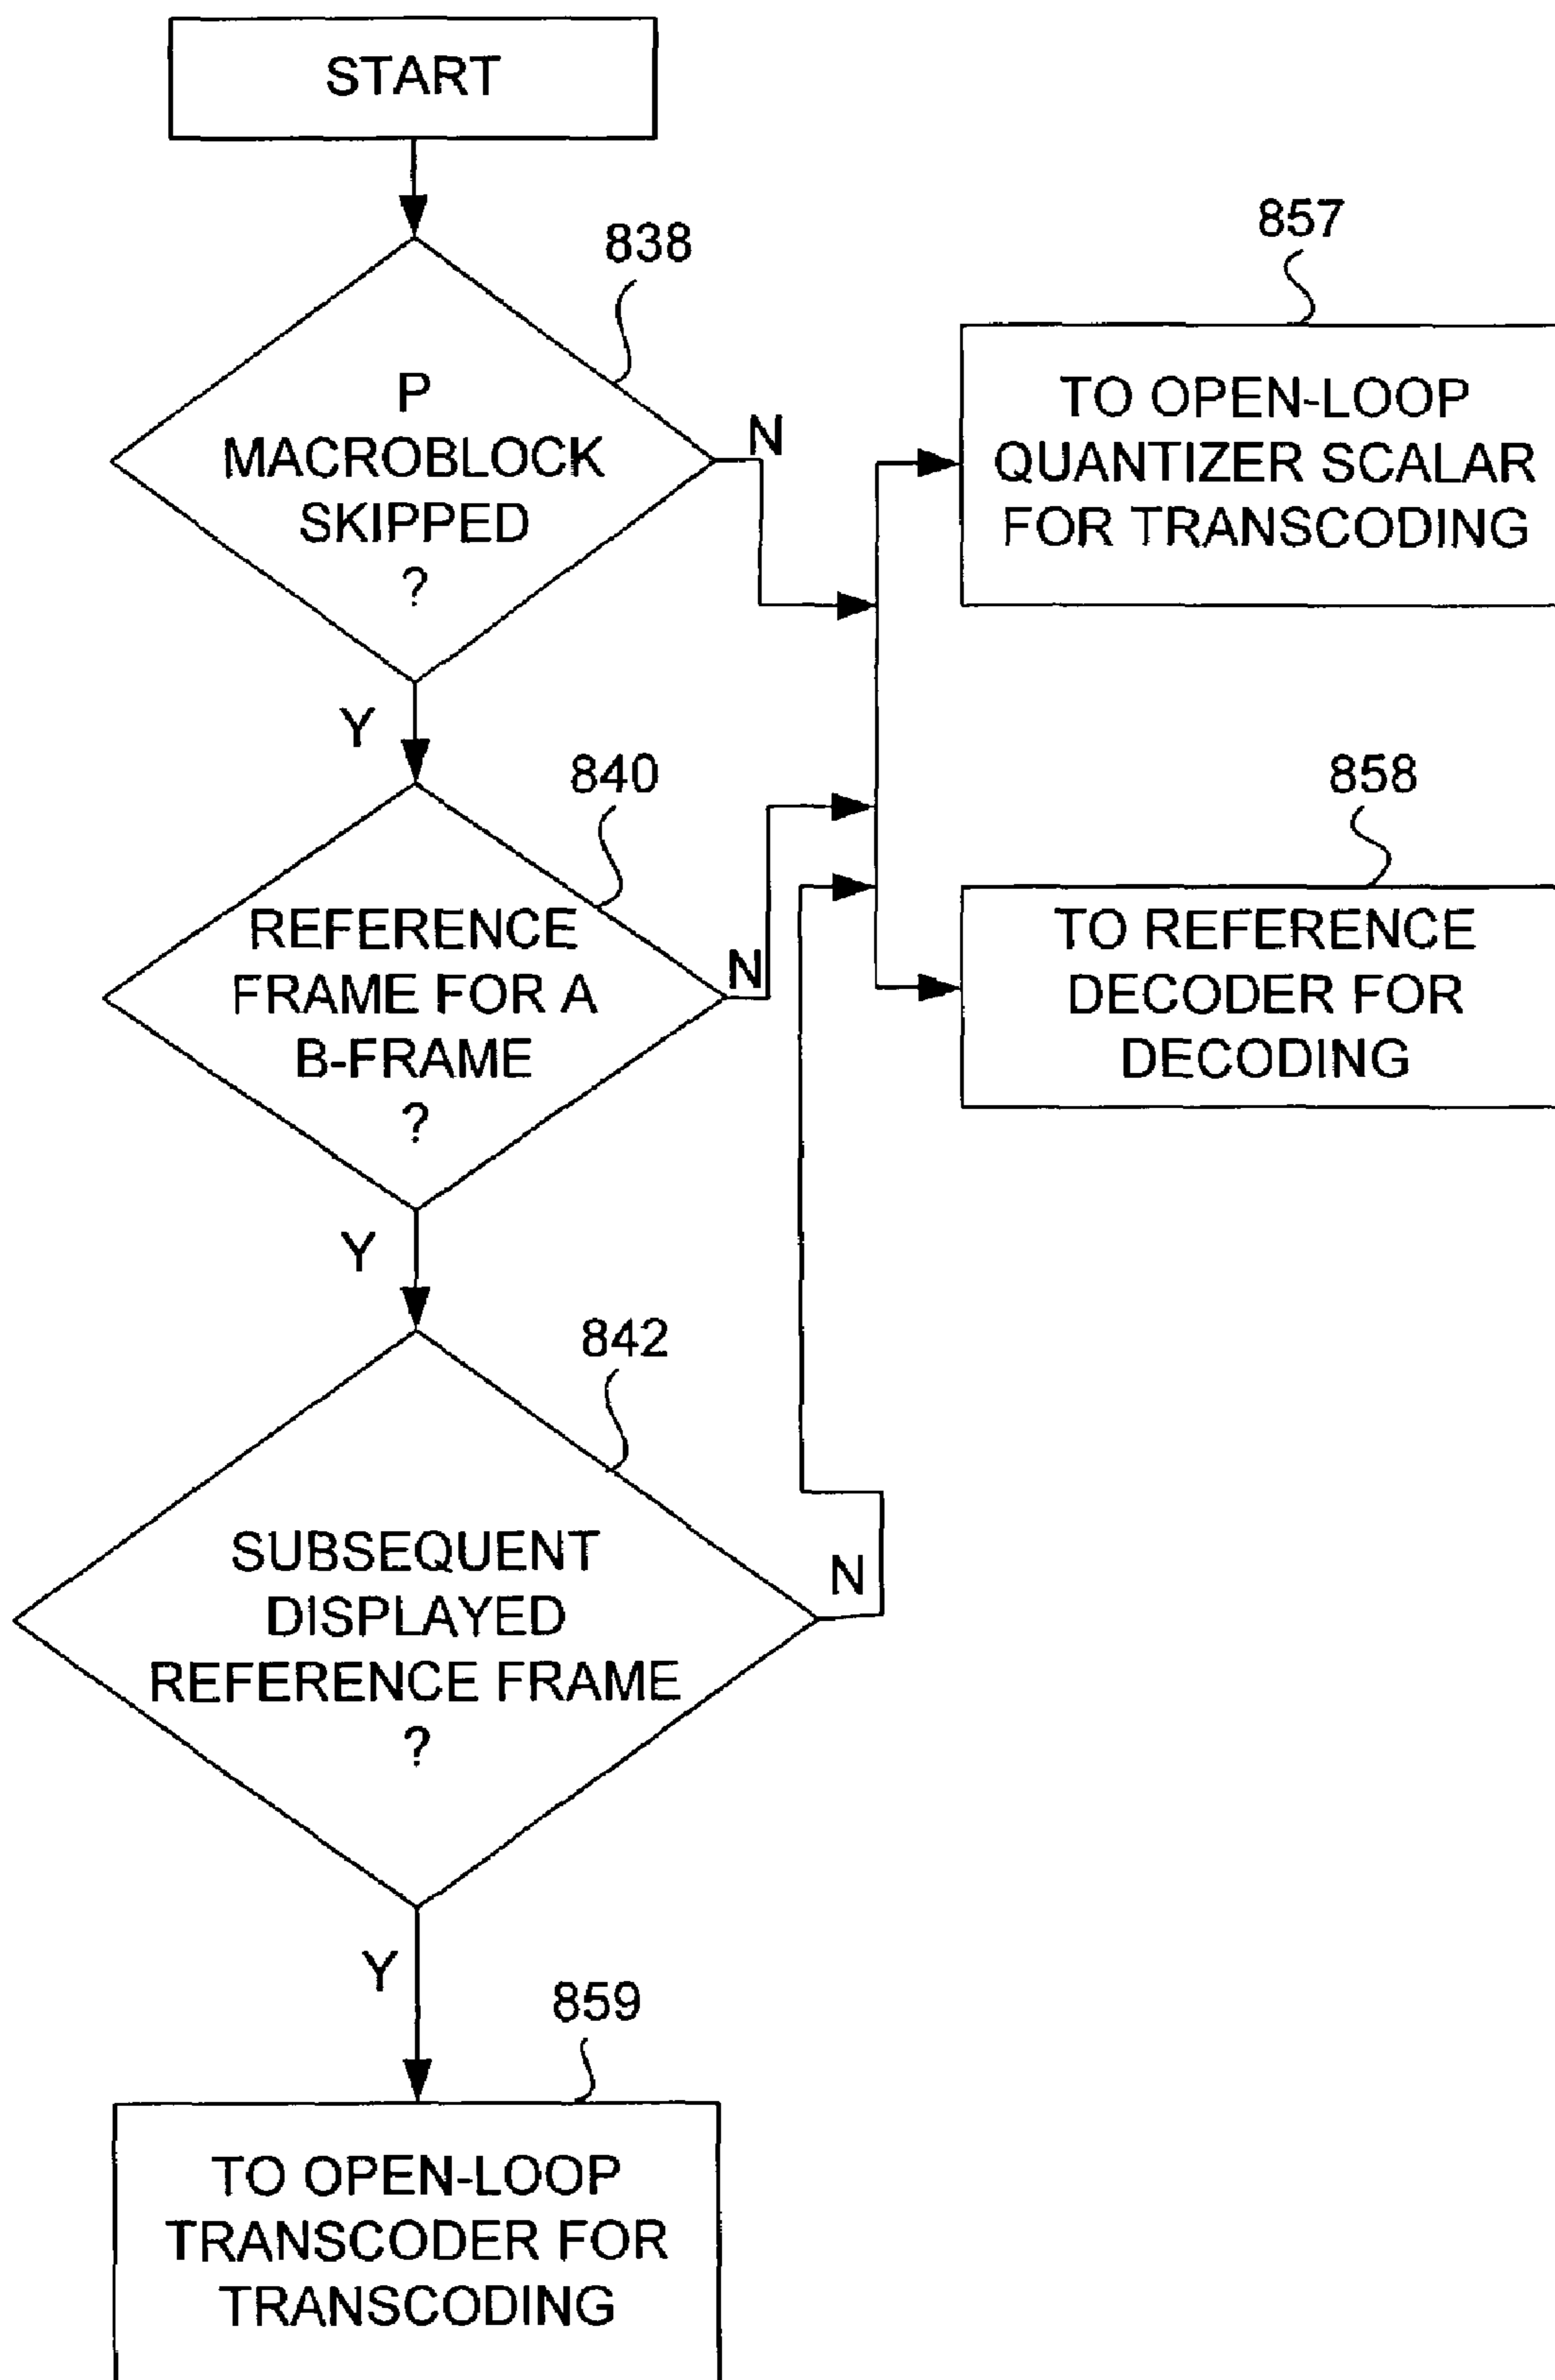 START
838
P
MACROBLOCK
SKIPPED
?
N
Y
857
TO OPEN-LOOP
QUANTIZER SCALAR
FOR TRANSCODING
840
REFERENCE
FRAME FOR A
B-FRAME
?
N
Y
858
TO REFERENCE
DECODER FOR
DECODING
842
SUBSEQUENT
DISPLAYED
REFERENCE FRAME
?
N
Y
859
TO OPEN-LOOP
TRANSCODER FOR
TRANSCODING